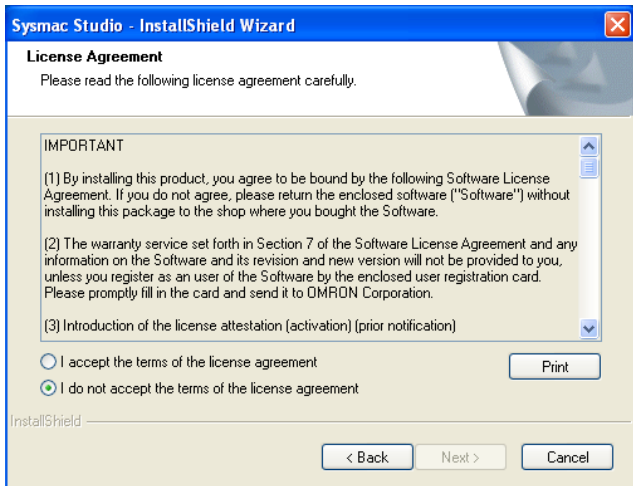 Sysmac Studio - InstallShield Wizard
License Agreement
Please read the following license agreement carefully.
IMPORTANT
(1) By installing this product, you agree to be bound by the following Software License
Agreement. If you do not agree, please return the enclosed software ("Software") without
installing this package to the shop where you bought the Software.
(2) The warranty service set forth in Section 7 of the Software License Agreement and any
information on the Software and its revision and new version will not be provided to you,
unless you register as an user of the Software by the enclosed user registration card.
Please promptly fill in the card and send it to OMRON Corporation.
(3) Introduction of the license attestation (activation) (prior notification)
I accept the terms of the license agreement
Print
I do not accept the terms of the license agreement
InstallShield
< Back
Next >
Cancel